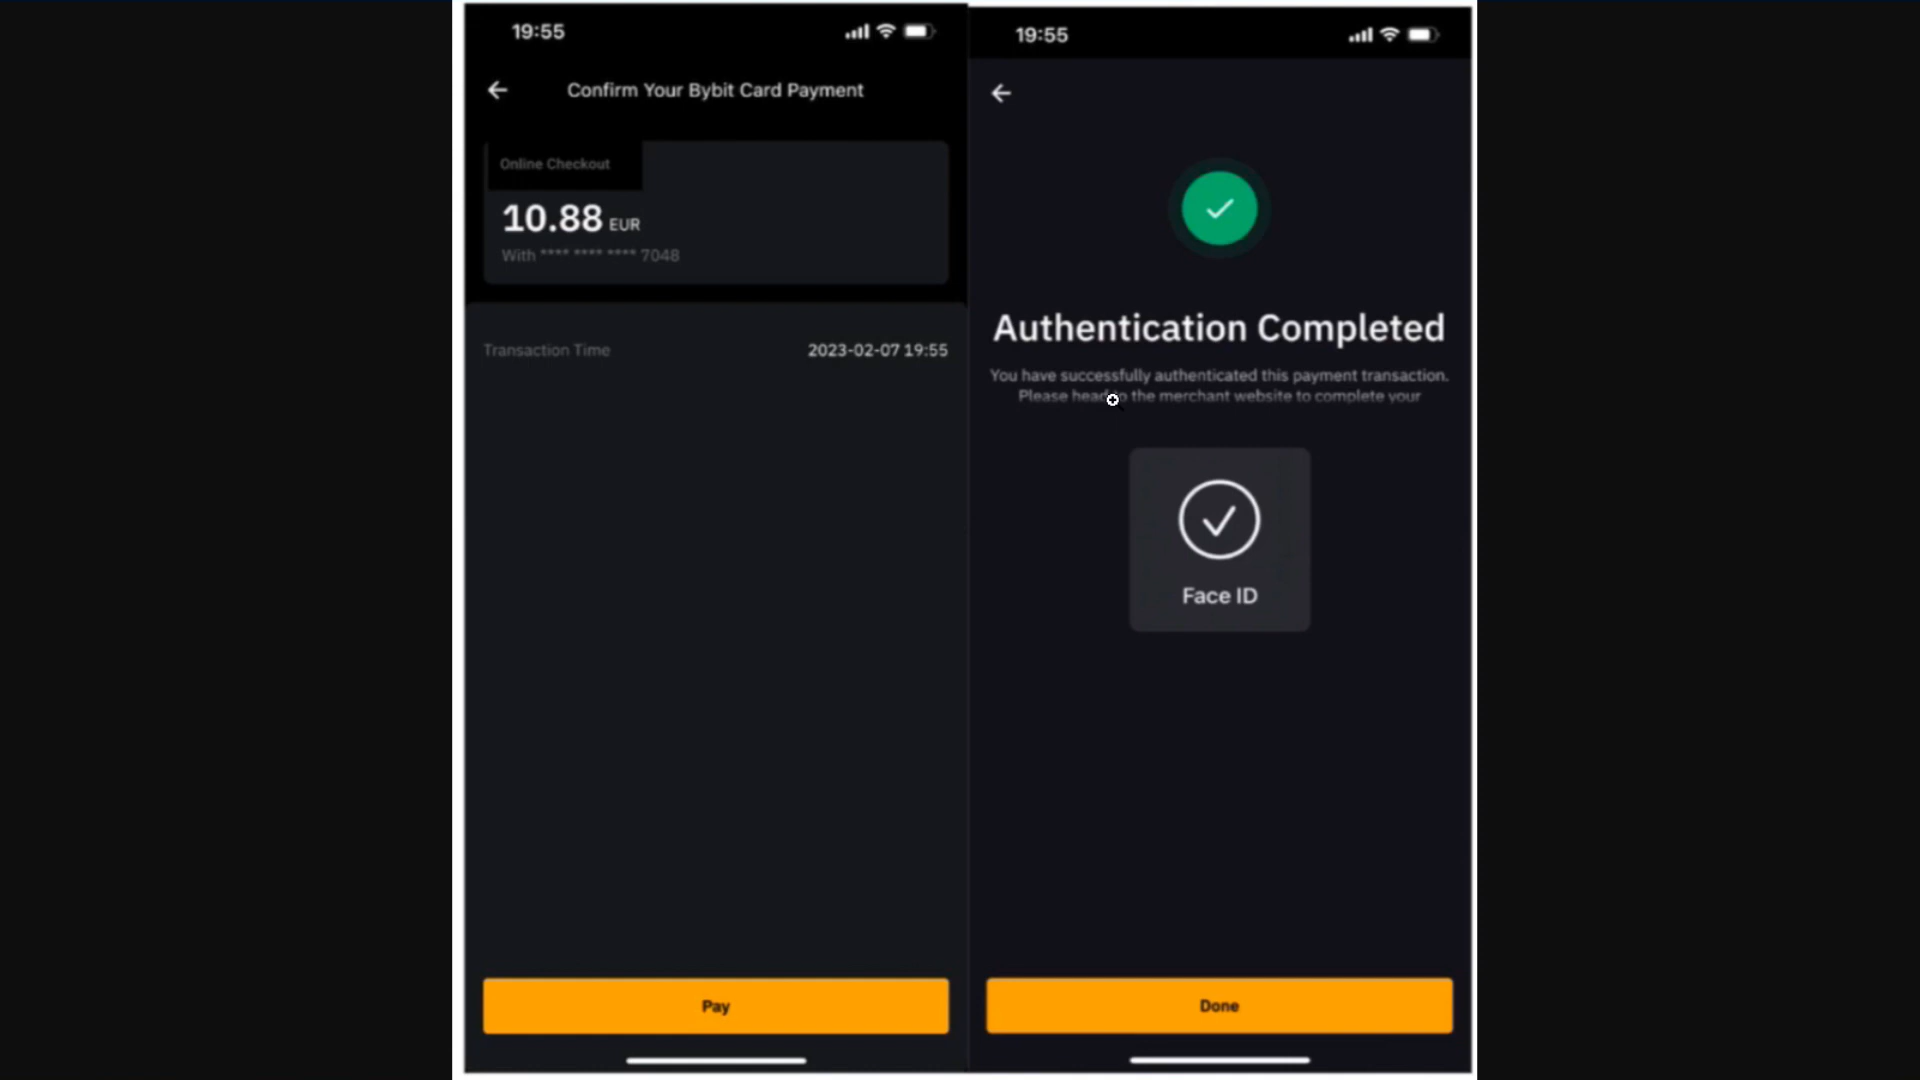 19:55
Confirm Your Bybit Card Payment
Online Checkout
10.88 EUR
With **** **** **** 7048
Transaction Time 2023-02-07 19:55
Pay
19:55
Authentication Completed
You have successfully authenticated this payment transaction.
Please head to the merchant website to complete your
Face ID
Done